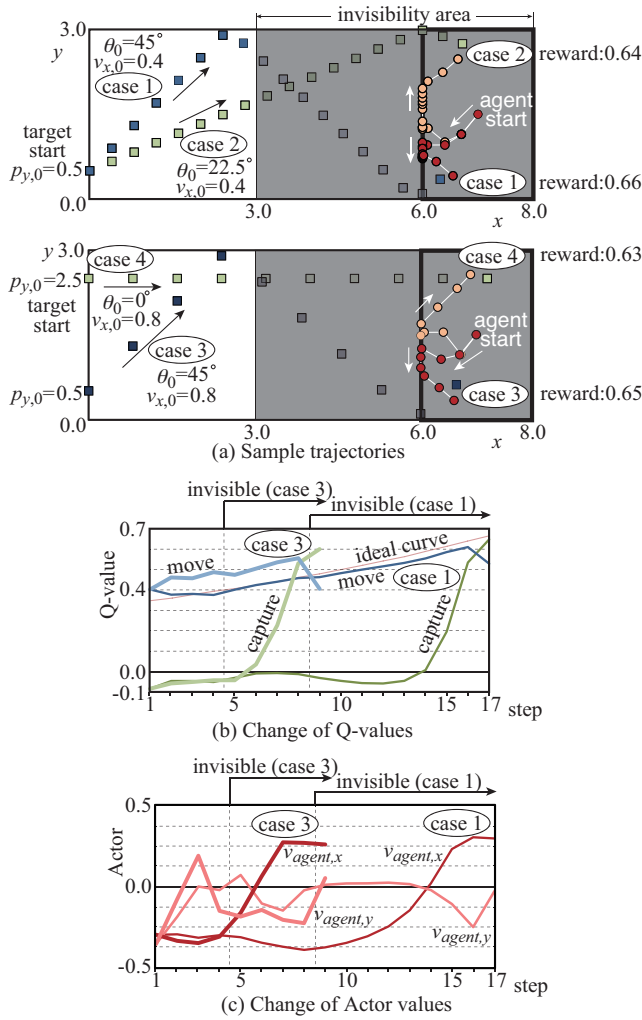 invisibility area
y
3.0
θ0=45°
vx,0=0.4
case 1
case 2
reward:0.64
agent
start
target
start
py,0=0.5
0.0
case 2
θ0=22.5°
vx,0=0.4
case 1
reward:0.66
3.0
6.0
x
8.0
y
3.0
py,0=2.5
target
start
case 4
θ0=0°
vx,0=0.8
case 4
reward:0.63
agent
start
case 3
θ0=45°
vx,0=0.8
py,0=0.5
0.0
case 3
reward:0.65
3.0
6.0
x
8.0
(a) Sample trajectories
invisible (case 3)
invisible (case 1)
Q-value
0.7
0.4
0.0
-0.1
move
case 3
ideal curve
move
case 1
capture
capture
1
5
10
15
17
step
(b) Change of Q-values
invisible (case 3)
invisible (case 1)
Actor
0.5
0.0
-0.5
case 3
case 1
vagent,x
vagent,x
vagent,y
vagent,y
1
5
10
15
17
step
(c) Change of Actor values